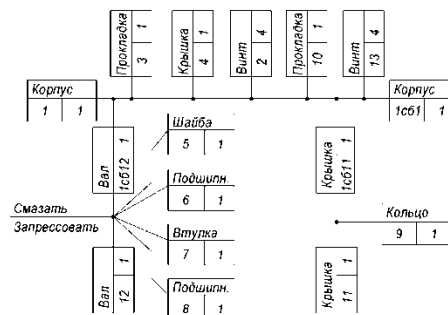 Прокладка 1
3
Крышка 1
4
Винт 4
2
Прокладка 1
10
Винт 4
13
Корпус
1 1
Корпус
1сб1 1
Вал 1
1сб12
Шайба
5 1
Крышка 1
1сб11
Подшипн.
6 1
Смазать
Запрессовать
Кольцо
9 1
Втулка
7 1
Вал 1
12
Подшипн.
8 1
Крышка 1
11